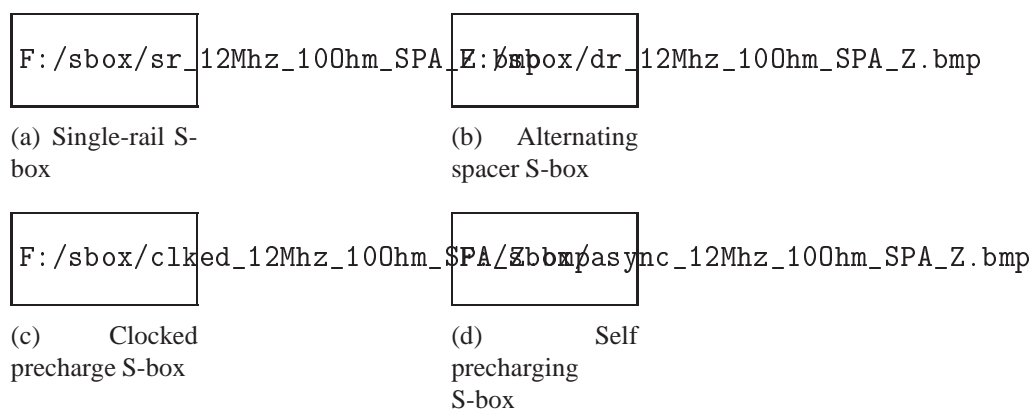 F:/sbox/sr_12Mhz_10Ohm_SPA_Z.bmp
F:/sbox/dr_12Mhz_10Ohm_SPA_Z.bmp
(a) Single-rail S-
box
(b) Alternating
spacer S-box
F:/sbox/clked_12Mhz_10Ohm_SPA_Z.bmp
F:/sbox/async_12Mhz_10Ohm_SPA_Z.bmp
(c) Clocked
precharge S-box
(d) Self
precharging
S-box